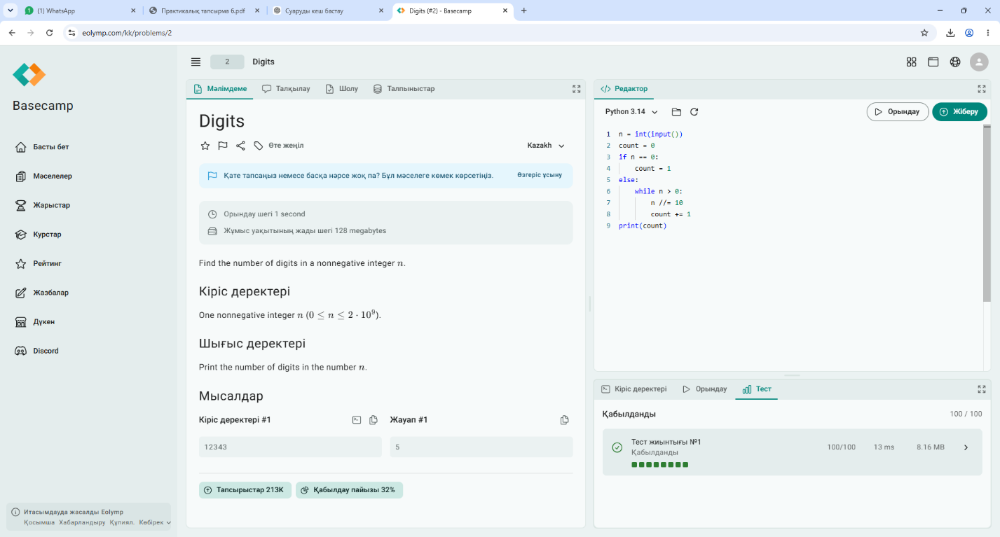 (1) WhatsApp
Практикалық тапсырма 6.pdf
Суаруды кеш бастау
Digits (#2) - Basecamp
eolymp.com/kk/problems/2
Basecamp
Басты бет
Мәселелер
Жарыстар
Курстар
Рейтинг
Жазбалар
Дүкен
Discord
Итасымдауда жасалды Eolymp
Қосымша Хабарландыру Құпиял. Көбірек
2 Digits
Мәлімдеме Талқылау Шолу Талпыныстар
Digits
Өте жеңіл
Kazakh
Қате тапсаңыз немесе басқа нәрсе жоқ па? Бұл мәселеге көмек көрсетіңіз. Өзгеріс ұсыну
Орындау шегі 1 second
Жұмыс уақытының жады шегі 128 megabytes
Find the number of digits in a nonnegative integer n.
Кіріс деректері
One nonnegative integer n (0 ≤ n ≤ 2 · 10⁹).
Шығыс деректері
Print the number of digits in the number n.
Мысалдар
Кіріс деректері #1 Жауап #1
12343 5
Тапсырыстар 213K Қабылдау пайызы 32%
Редактор
Python 3.14 Орындау Жіберу
1 n = int(input())
2 count = 0
3 if n == 0:
4     count = 1
5 else:
6     while n > 0:
7         n //= 10
8         count += 1
9 print(count)
Кіріс деректері Орындау Тест
Қабылданды 100 / 100
Тест жиынтығы №1 100/100 13 ms 8.16 MB
Қабылданды